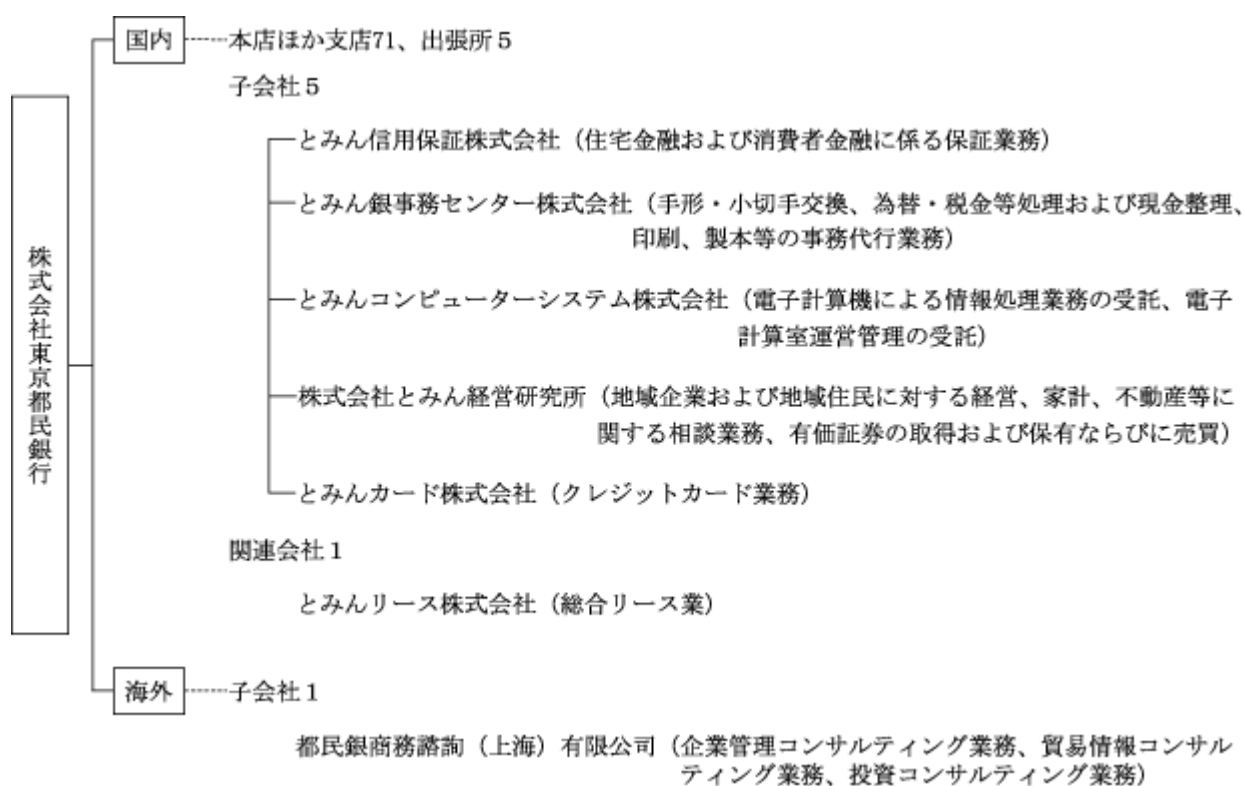 株式会社東京都民銀行
国内
本店ほか支店71、出張所5
子会社5
とみん信用保証株式会社（住宅金融および消費者金融に係る保証業務）
とみん銀事務センター株式会社（手形・小切手交換、為替・税金等処理および現金整理、
印刷、製本等の事務代行業務）
とみんコンピューターシステム株式会社（電子計算機による情報処理業務の受託、電子
計算室運営管理の受託）
株式会社とみん経営研究所（地域企業および地域住民に対する経営、家計、不動産等に
関する相談業務、有価証券の取得および保有ならびに売買）
とみんカード株式会社（クレジットカード業務）
関連会社1
とみんリース株式会社（総合リース業）
海外
子会社1
都民銀商務諮詢（上海）有限公司（企業管理コンサルティング業務、貿易情報コンサル
ティング業務、投資コンサルティング業務）